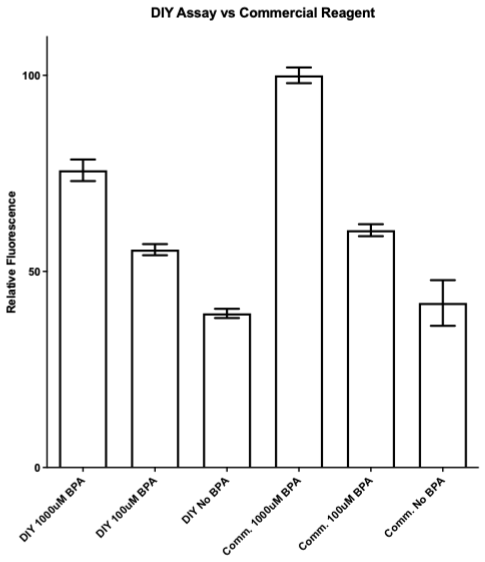 DIY Assay vs Commercial Reagent
100
50
0
Relative Fluorescence
DIY 1000uM BPA
DIY 100uM BPA
DIY No BPA
Comm. 1000uM BPA
Comm. 100uM BPA
Comm. No BPA